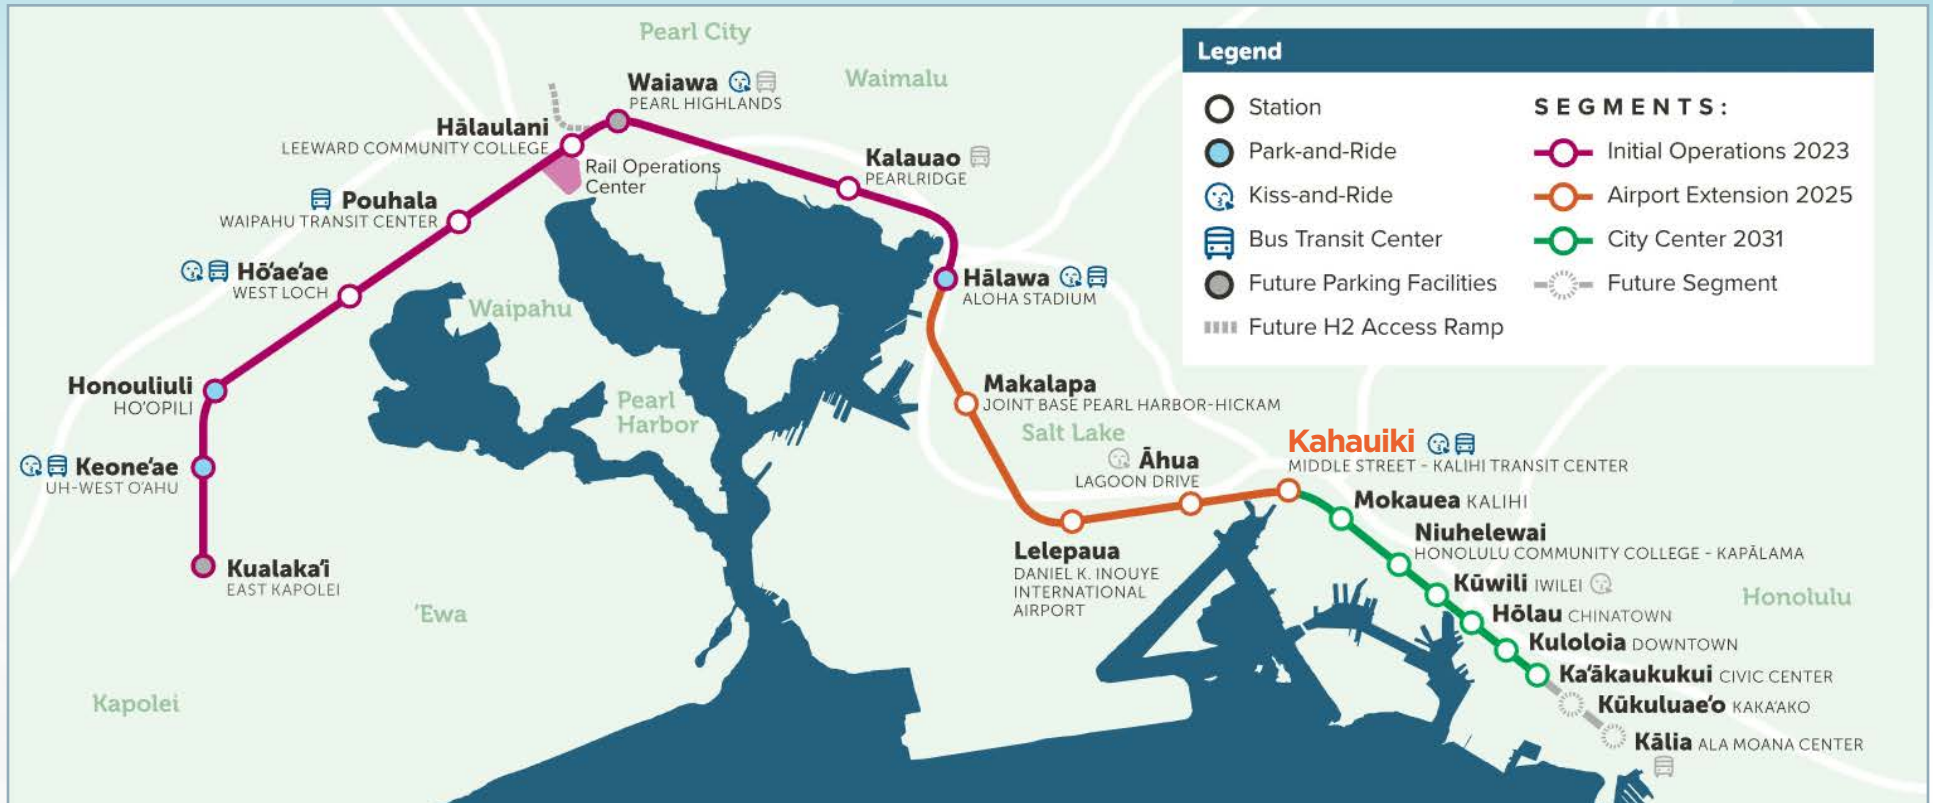 Pearl City
Waimalu
Waiawa
PEARL HIGHLANDS
Hālaulani
LEEWARD COMMUNITY COLLEGE
Rail Operations
Center
Kalauao
PEARLRIDGE
Pouhala
WAIPAHU TRANSIT CENTER
Hō‘ae‘ae
WEST LOCH
Waipahu
Hālawa
ALOHA STADIUM
Honouliuli
HO‘OPILI
Pearl
Harbor
Makalapa
JOINT BASE PEARL HARBOR-HICKAM
Salt Lake
Keone‘ae
UH-WEST O‘AHU
Āhua
LAGOON DRIVE
Kahauiki
MIDDLE STREET - KALIHI TRANSIT CENTER
Kualaka‘i
EAST KAPOLEI
‘Ewa
Kapolei
Lelepaua
DANIEL K. INOUYE
INTERNATIONAL
AIRPORT
Mokauea KALIHI
Niuhelewai
HONOLULU COMMUNITY COLLEGE - KAPĀLAMA
Kūwili IWILEI
Honolulu
Hōlau CHINATOWN
Kuloloia DOWNTOWN
Ka‘ākaukukui CIVIC CENTER
Kūkuluae‘o KAKA‘AKO
Kālia ALA MOANA CENTER
Legend
Station
Park-and-Ride
Kiss-and-Ride
Bus Transit Center
Future Parking Facilities
Future H2 Access Ramp
SEGMENTS:
Initial Operations 2023
Airport Extension 2025
City Center 2031
Future Segment